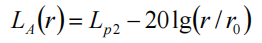 L_A(r) = L_{p2} − 20lg(r / r_0)